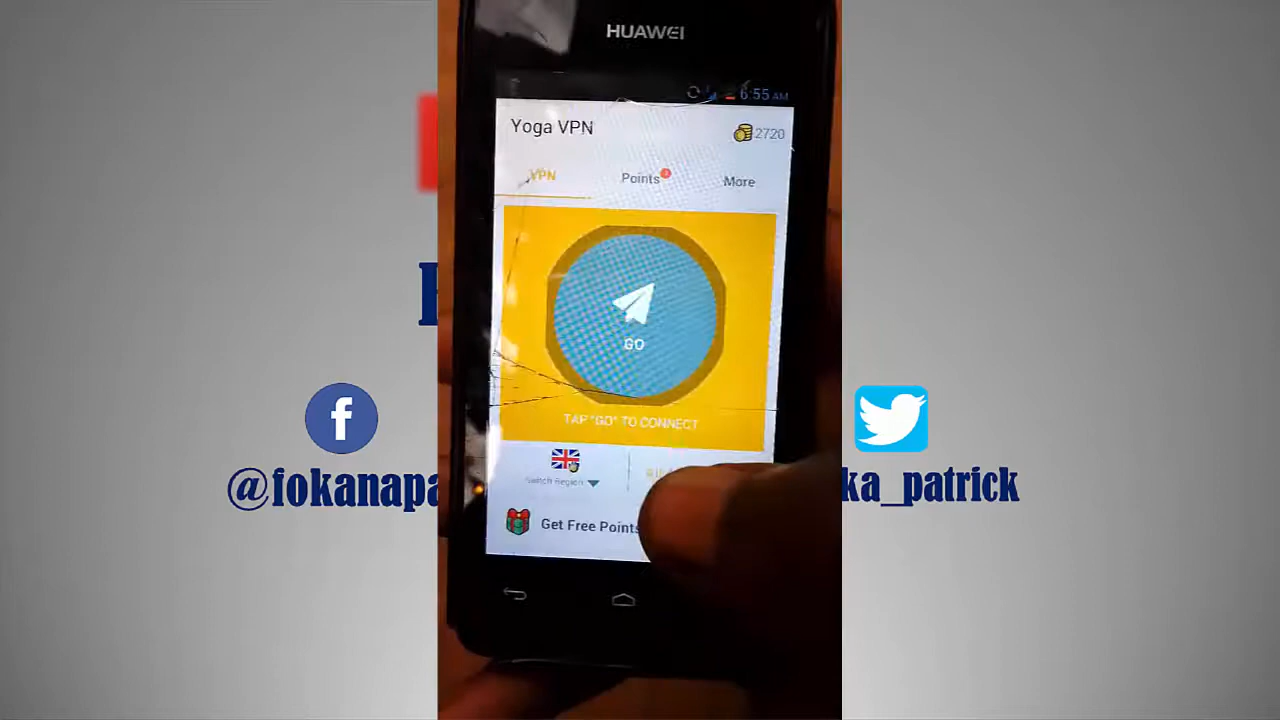 HUAWEI
6:55 AM
Yoga VPN
2720
VPN
Points
More
GO
TAP "GO" TO CONNECT
Switch Region
Get Free Points
@fokanapa
ka_patrick